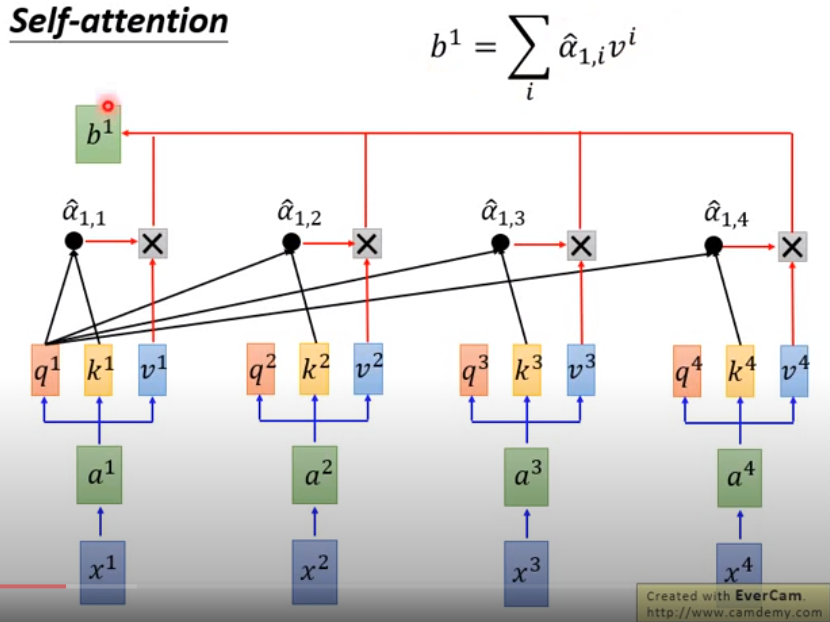 Self-attention
b¹ = ∑ᵢ α̂₁,ᵢvⁱ
b¹
α̂₁,₁ α̂₁,₂ α̂₁,₃ α̂₁,₄
q¹ k¹ v¹ q² k² v² q³ k³ v³ q⁴ k⁴ v⁴
a¹ a² a³ a⁴
x¹ x² x³ x⁴
Created with EverCam.
http://www.camdemy.com